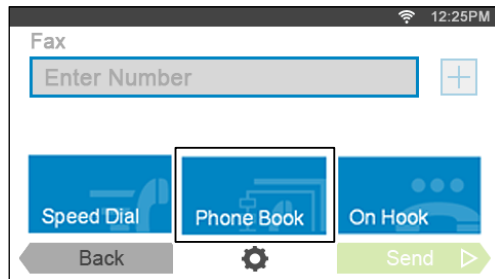 12:25PM
Fax
Enter Number
Speed Dial
Phone Book
On Hook
Back
Send